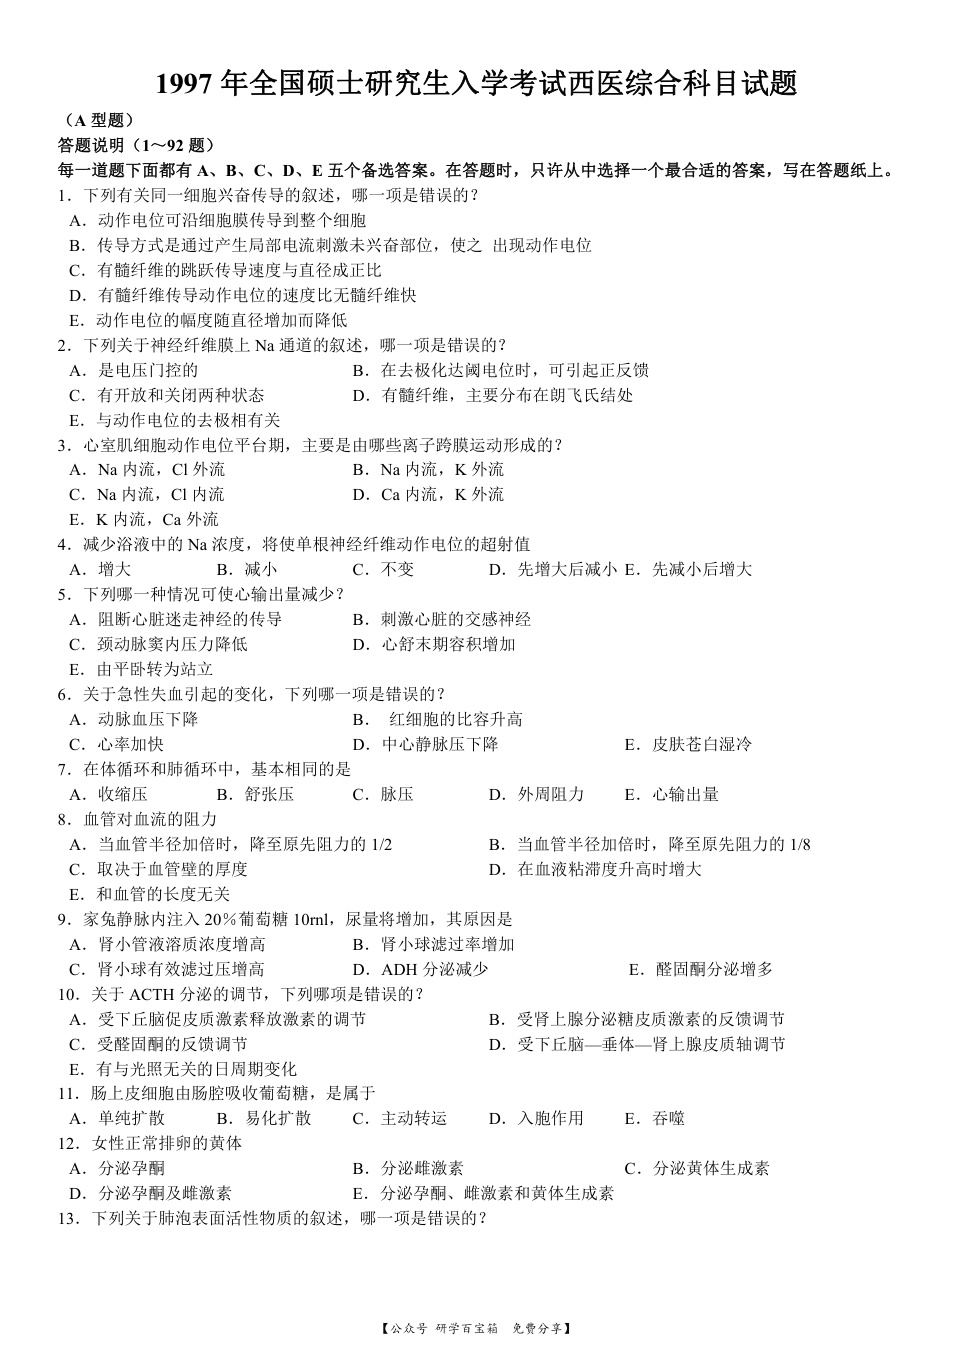 1997 年全国硕士研究生入学考试西医综合科目试题
（A 型题）
答题说明（1～92 题）
每一道题下面都有 A、B、C、D、E 五个备选答案。在答题时，只许从中选择一个最合适的答案，写在答题纸上。
1．下列有关同一细胞兴奋传导的叙述，哪一项是错误的？
A．动作电位可沿细胞膜传导到整个细胞
B．传导方式是通过产生局部电流刺激未兴奋部位，使之 出现动作电位
C．有髓纤维的跳跃传导速度与直径成正比
D．有髓纤维传导动作电位的速度比无髓纤维快
E．动作电位的幅度随直径增加而降低
2．下列关于神经纤维膜上 Na 通道的叙述，哪一项是错误的？
A．是电压门控的 B．在去极化达阈电位时，可引起正反馈
C．有开放和关闭两种状态 D．有髓纤维，主要分布在朗飞氏结处
E．与动作电位的去极相有关
3．心室肌细胞动作电位平台期，主要是由哪些离子跨膜运动形成的？
A．Na 内流，Cl 外流 B．Na 内流，K 外流
C．Na 内流，Cl 内流 D．Ca 内流，K 外流
E．K 内流，Ca 外流
4．减少浴液中的 Na 浓度，将使单根神经纤维动作电位的超射值
A．增大 B．减小 C．不变 D．先增大后减小 E．先减小后增大
5．下列哪一种情况可使心输出量减少？
A．阻断心脏迷走神经的传导 B．刺激心脏的交感神经
C．颈动脉窦内压力降低 D．心舒末期容积增加
E．由平卧转为站立
6．关于急性失血引起的变化，下列哪一项是错误的？
A．动脉血压下降 B． 红细胞的比容升高
C．心率加快 D．中心静脉压下降 E．皮肤苍白湿冷
7．在体循环和肺循环中，基本相同的是
A．收缩压 B．舒张压 C．脉压 D．外周阻力 E．心输出量
8．血管对血流的阻力
A．当血管半径加倍时，降至原先阻力的 1/2 B．当血管半径加倍时，降至原先阻力的 1/8
C．取决于血管壁的厚度 D．在血液粘滞度升高时增大
E．和血管的长度无关
9．家兔静脉内注入 20％葡萄糖 10rnl，尿量将增加，其原因是
A．肾小管液溶质浓度增高 B．肾小球滤过率增加
C．肾小球有效滤过压增高 D．ADH 分泌减少 E．醛固酮分泌增多
10．关于 ACTH 分泌的调节，下列哪项是错误的？
A．受下丘脑促皮质激素释放激素的调节 B．受肾上腺分泌糖皮质激素的反馈调节
C．受醛固酮的反馈调节 D．受下丘脑—垂体—肾上腺皮质轴调节
E．有与光照无关的日周期变化
11．肠上皮细胞由肠腔吸收葡萄糖，是属于
A．单纯扩散 B．易化扩散 C．主动转运 D．入胞作用 E．吞噬
12．女性正常排卵的黄体
A．分泌孕酮 B．分泌雌激素 C．分泌黄体生成素
D．分泌孕酮及雌激素 E．分泌孕酮、雌激素和黄体生成素
13．下列关于肺泡表面活性物质的叙述，哪一项是错误的？
【公众号 研学百宝箱 免费分享】